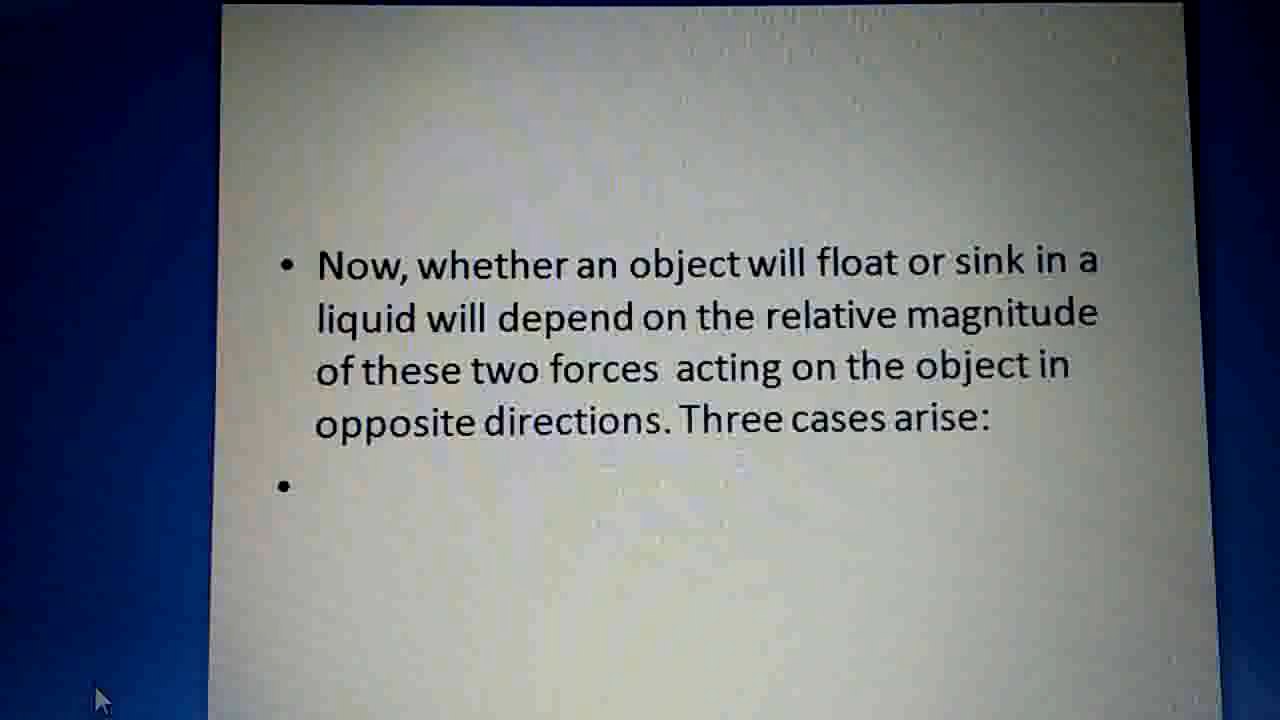 • Now, whether an object will float or sink in a
liquid will depend on the relative magnitude
of these two forces acting on the object in
opposite directions. Three cases arise:
•